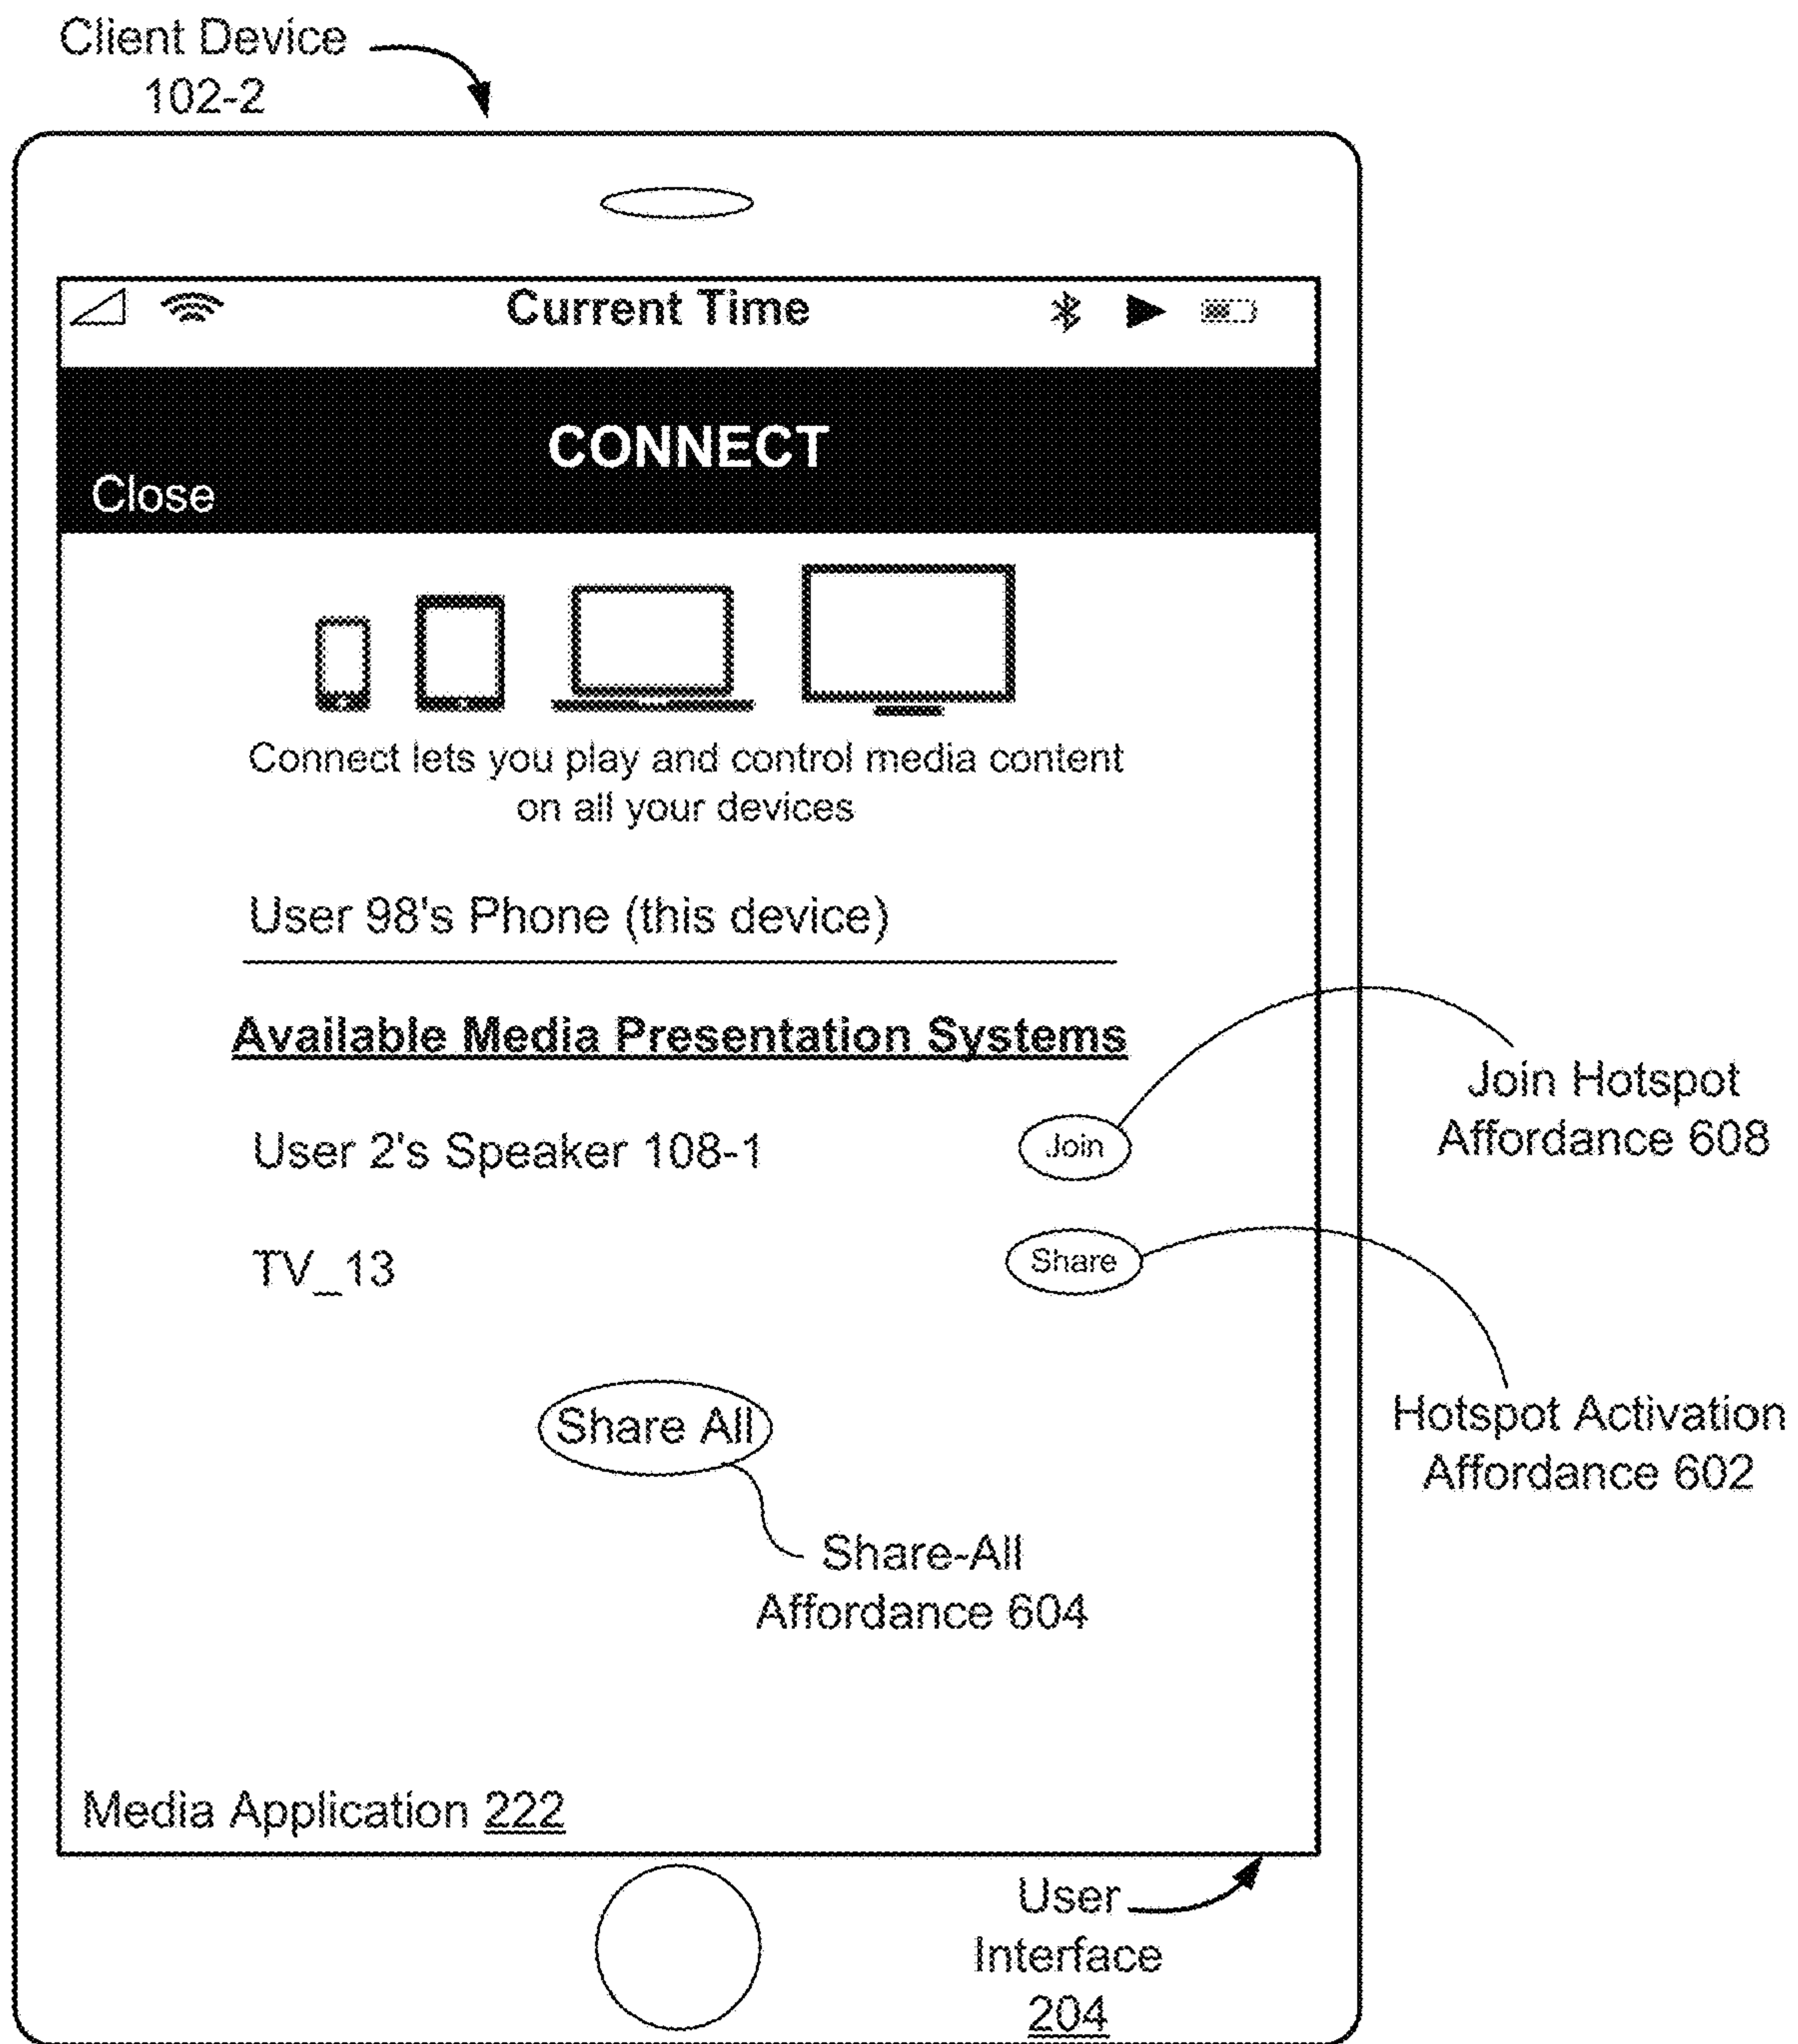 Client Device
102-2
Current Time
CONNECT
Close
Connect lets you play and control media content
on all your devices
User 98's Phone (this device)
Available Media Presentation Systems
User 2's Speaker 108-1
Join
Join Hotspot
Affordance 608
TV_13
Share
Share All
Hotspot Activation
Affordance 602
Share-All
Affordance 604
Media Application 222
User
Interface
204